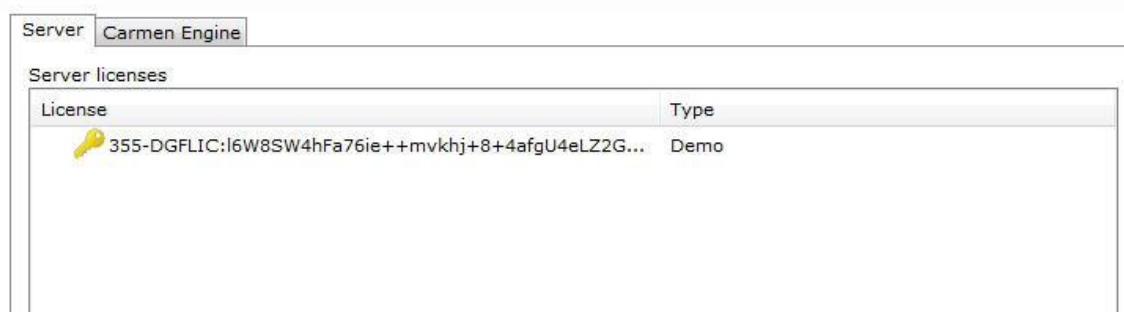 Server Carmen Engine
Server licenses
License Type
355-DGFLIC:l6W8SW4hFa76ie++mvkhj+8+4afgU4eLZ2G... Demo